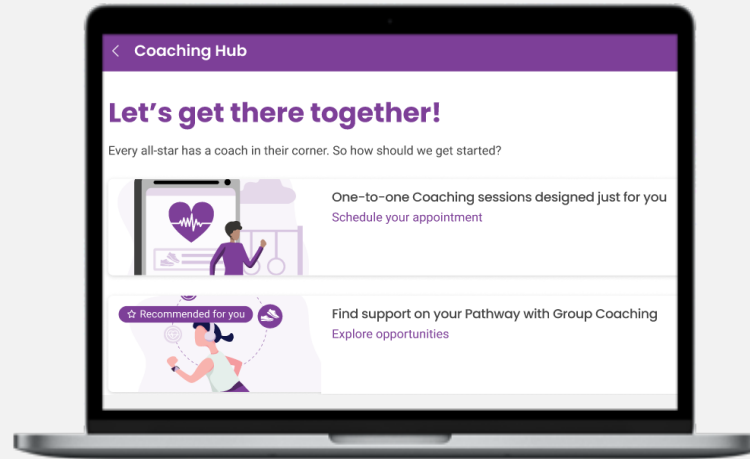 Coaching Hub
Let's get there together!
Every all-star has a coach in their corner. So how should we get started?
One-to-one Coaching sessions designed just for you
Schedule your appointment
Recommended for you
Find support on your Pathway with Group Coaching
Explore opportunities